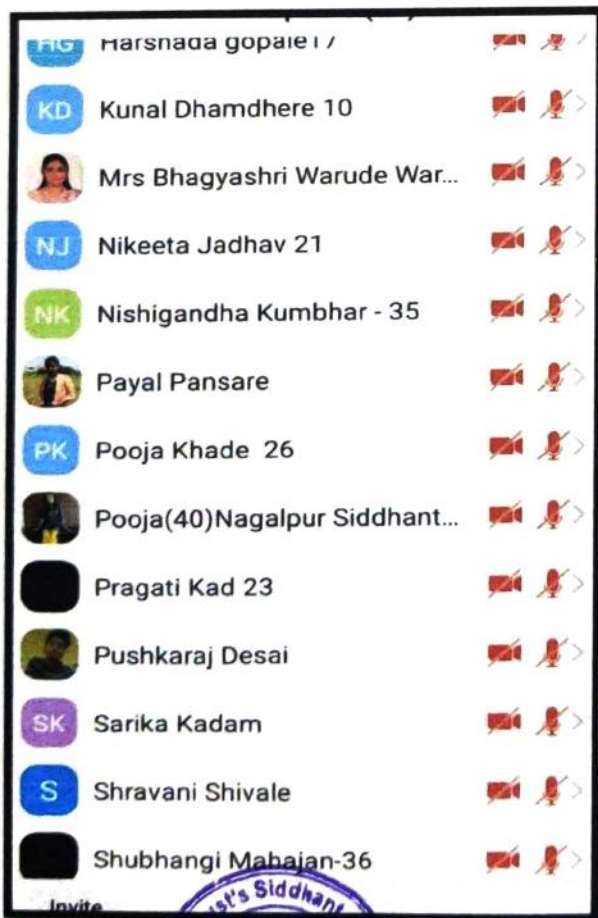 HG Harshada gopale17
KD Kunal Dhamdhere 10
Mrs Bhagyashri Warude War...
NJ Nikeeta Jadhav 21
NK Nishigandha Kumbhar - 35
Payal Pansare
PK Pooja Khade 26
Pooja(40)Nagalpur Siddhant...
Pragati Kad 23
Pushkaraj Desai
SK Sarika Kadam
S Shravani Shivale
Shubhangi Mahajan-36
Invite
ust's Siddhant